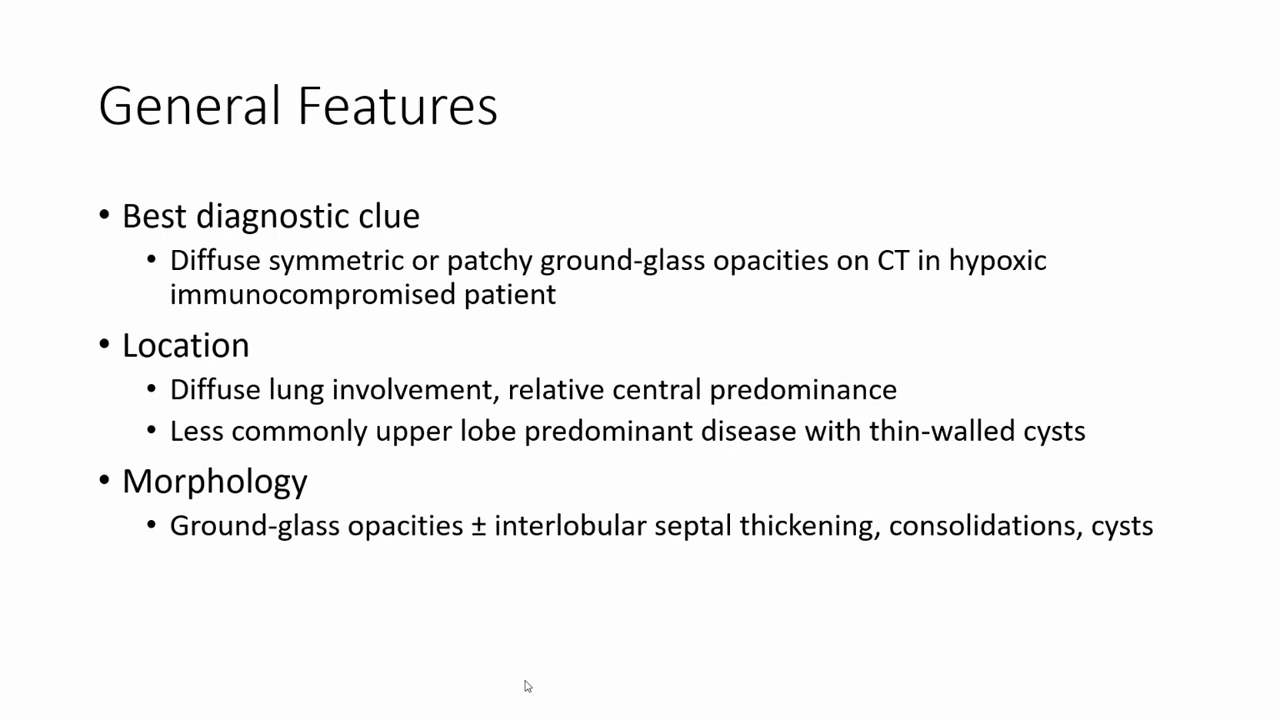 General Features
• Best diagnostic clue
• Diffuse symmetric or patchy ground-glass opacities on CT in hypoxic
immunocompromised patient
• Location
• Diffuse lung involvement, relative central predominance
• Less commonly upper lobe predominant disease with thin-walled cysts
• Morphology
• Ground-glass opacities ± interlobular septal thickening, consolidations, cysts